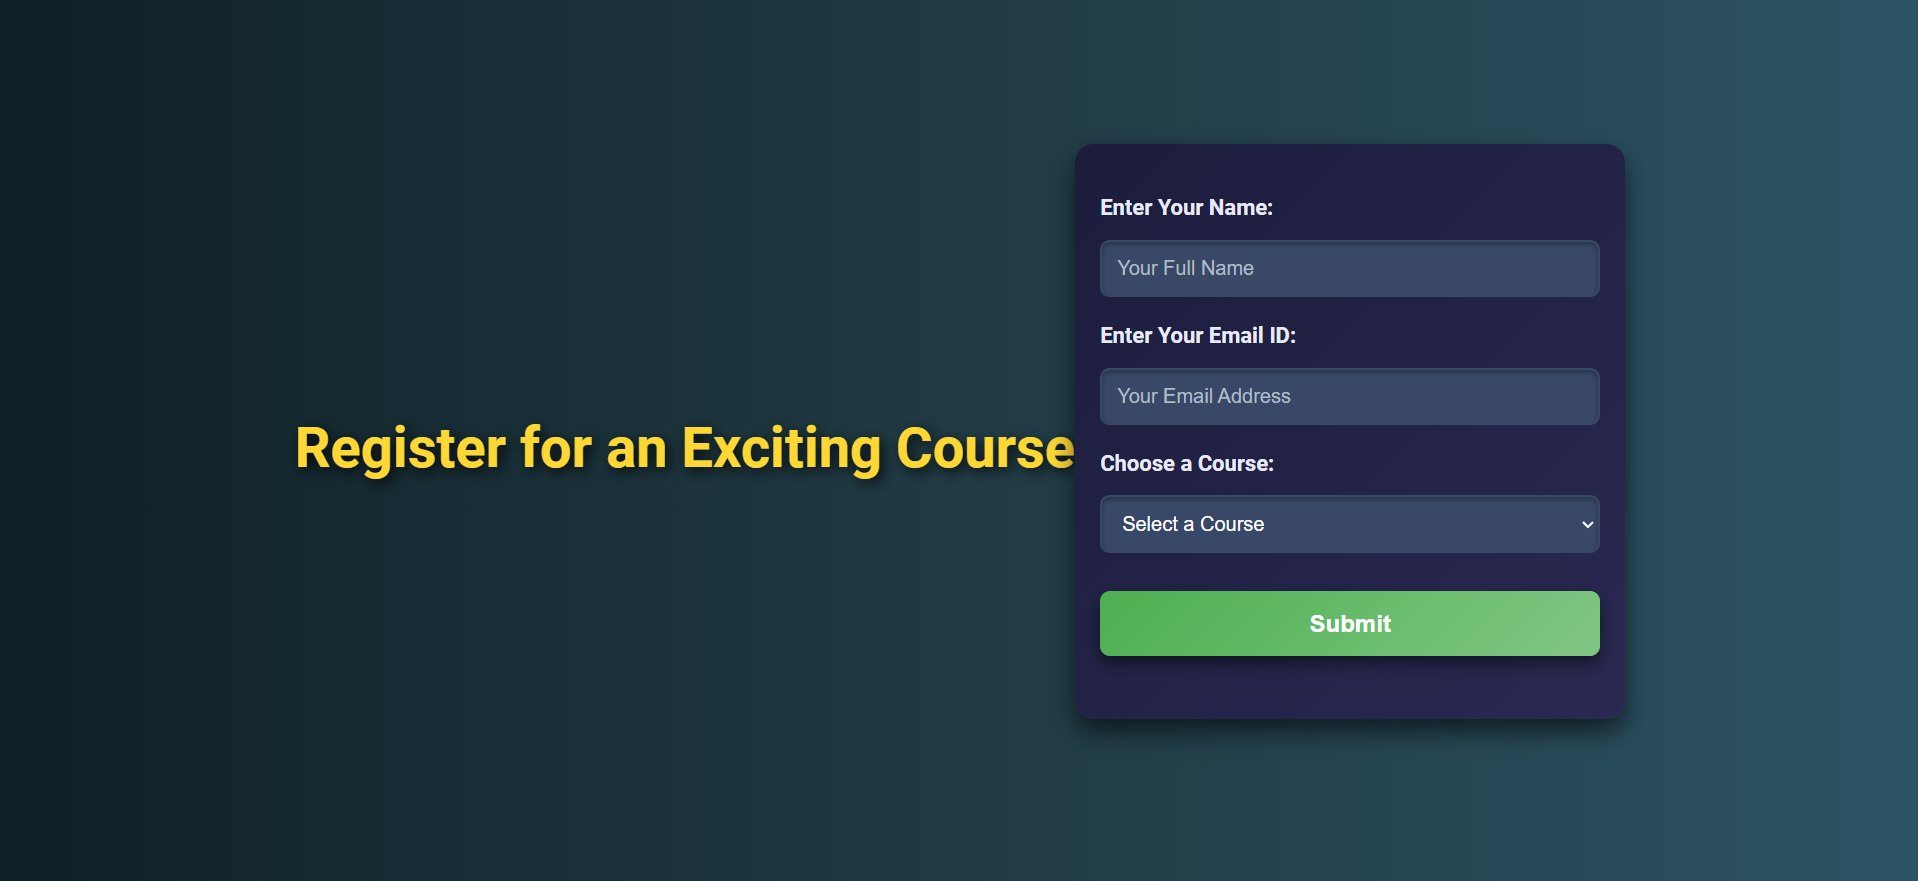 Register for an Exciting Course
Enter Your Name:
Your Full Name
Enter Your Email ID:
Your Email Address
Choose a Course:
Select a Course
Submit